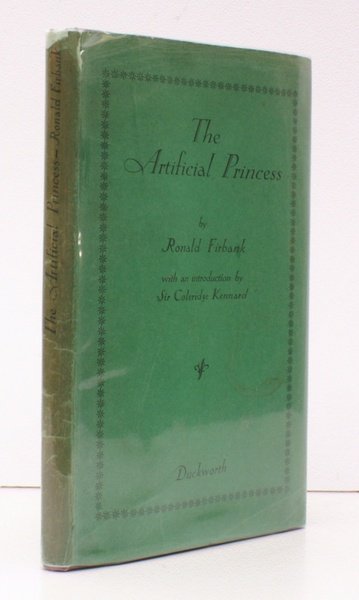 The Artificial Princess - Ronald Firbank
The
Artificial Princess
by
Ronald Firbank
with an introduction by
Sir Coleridge Kennard
Duckworth